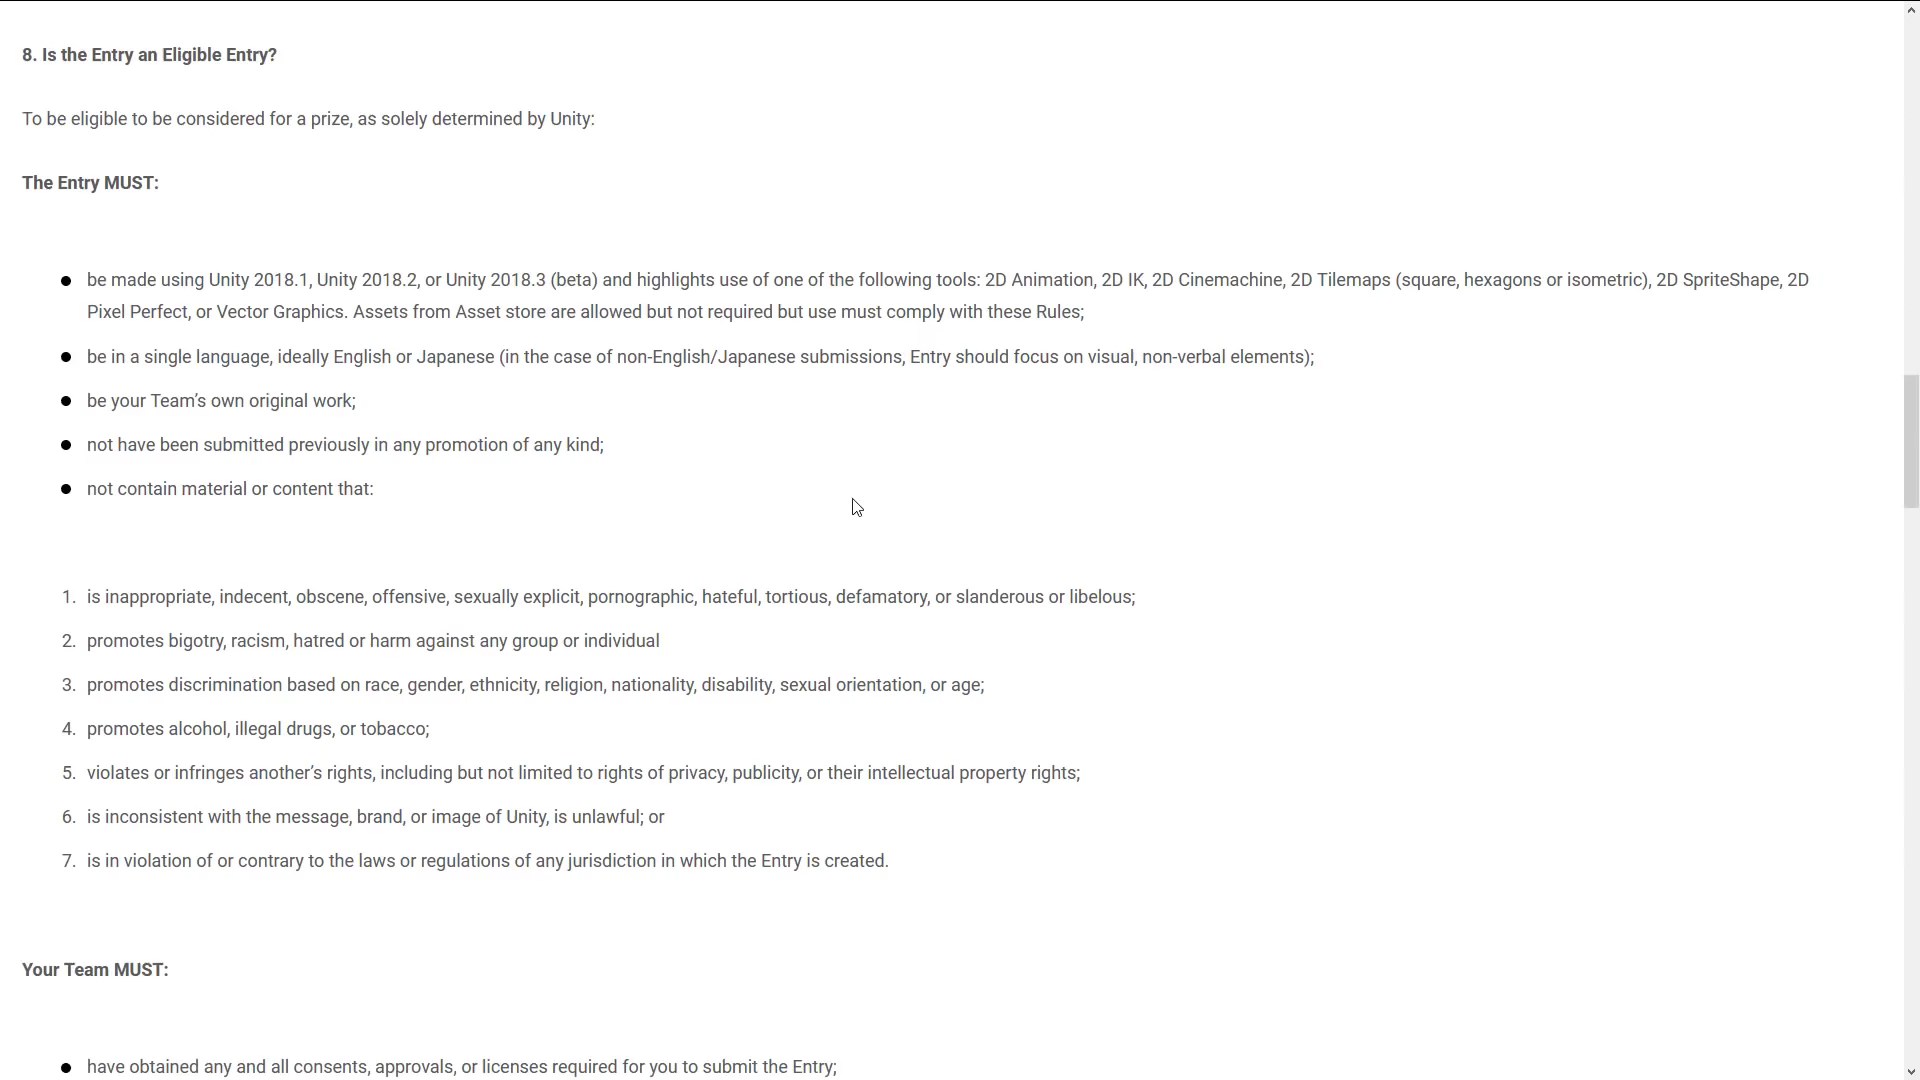 8. Is the Entry an Eligible Entry?
To be eligible to be considered for a prize, as solely determined by Unity:
The Entry MUST:
● be made using Unity 2018.1, Unity 2018.2, or Unity 2018.3 (beta) and highlights use of one of the following tools: 2D Animation, 2D IK, 2D Cinemachine, 2D Tilemaps (square, hexagons or isometric), 2D SpriteShape, 2D
Pixel Perfect, or Vector Graphics. Assets from Asset store are allowed but not required but use must comply with these Rules;
● be in a single language, ideally English or Japanese (in the case of non-English/Japanese submissions, Entry should focus on visual, non-verbal elements);
● be your Team’s own original work;
● not have been submitted previously in any promotion of any kind;
● not contain material or content that:
1. is inappropriate, indecent, obscene, offensive, sexually explicit, pornographic, hateful, tortious, defamatory, or slanderous or libelous;
2. promotes bigotry, racism, hatred or harm against any group or individual
3. promotes discrimination based on race, gender, ethnicity, religion, nationality, disability, sexual orientation, or age;
4. promotes alcohol, illegal drugs, or tobacco;
5. violates or infringes another’s rights, including but not limited to rights of privacy, publicity, or their intellectual property rights;
6. is inconsistent with the message, brand, or image of Unity, is unlawful; or
7. is in violation of or contrary to the laws or regulations of any jurisdiction in which the Entry is created.
Your Team MUST:
● have obtained any and all consents, approvals, or licenses required for you to submit the Entry;